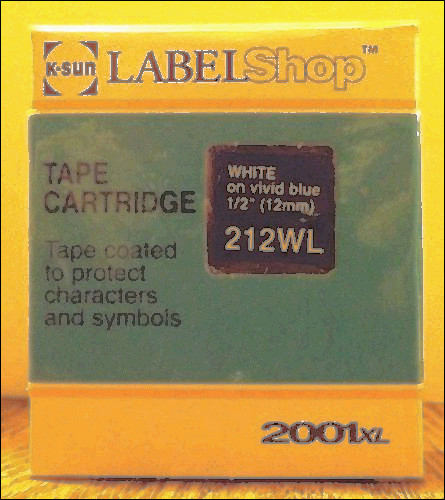 K-SUN LABELShop™
TAPE
CARTRIDGE
WHITE
on vivid blue
1/2" (12mm)
212WL
Tape coated
to protect
characters
and symbols
2001XL